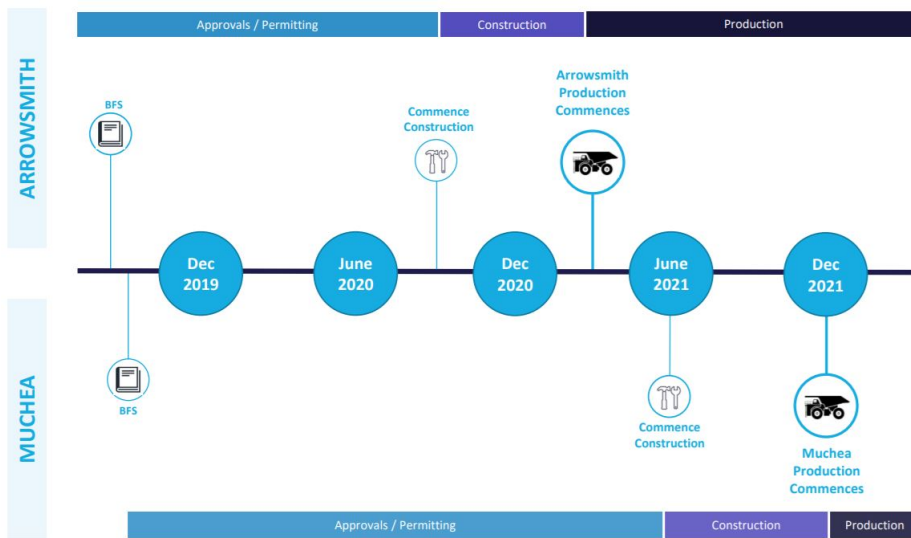 Approvals / Permitting
Construction
Production
ARROWSMITH
BFS
Commence
Construction
Arrowsmith
Production
Commences
Dec
2019
June
2020
Dec
2020
June
2021
Dec
2021
MUCHEA
BFS
Commence
Construction
Muchea
Production
Commences
Approvals / Permitting
Construction
Production